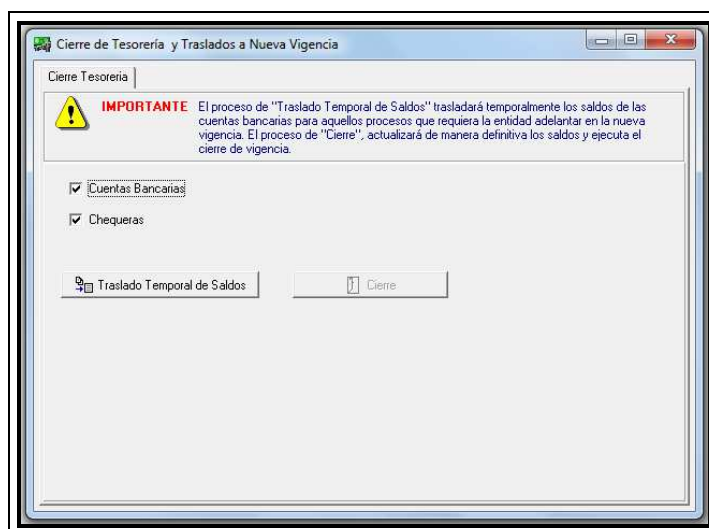 Cierre de Tesorería y Traslados a Nueva Vigencia
Cierre Tesoreria
IMPORTANTE El proceso de "Traslado Temporal de Saldos" trasladará temporalmente los saldos de las
cuentas bancarias para aquellos procesos que requiera la entidad adelantar en la nueva
vigencia. El proceso de "Cierre", actualizará de manera definitiva los saldos y ejecuta el
cierre de vigencia.
Cuentas Bancarias
Chequeras
Traslado Temporal de Saldos
Cierre